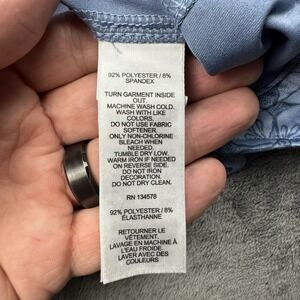 92% POLYESTER / 8%
SPANDEX
TURN GARMENT INSIDE
OUT.
MACHINE WASH COLD.
WASH WITH LIKE
COLORS.
DO NOT USE FABRIC
SOFTENER.
ONLY NON-CHLORINE
BLEACH WHEN
NEEDED.
TUMBLE DRY LOW.
WARM IRON IF NEEDED
ON REVERSE SIDE.
DO NOT IRON
DECORATION.
DO NOT DRY CLEAN.
RN 134578
92% POLYESTER / 8%
ÉLASTHANNE
RETOURNER LE
VÊTEMENT.
LAVAGE EN MACHINE À
L'EAU FROIDE.
LAVER AVEC DES
COULEURS